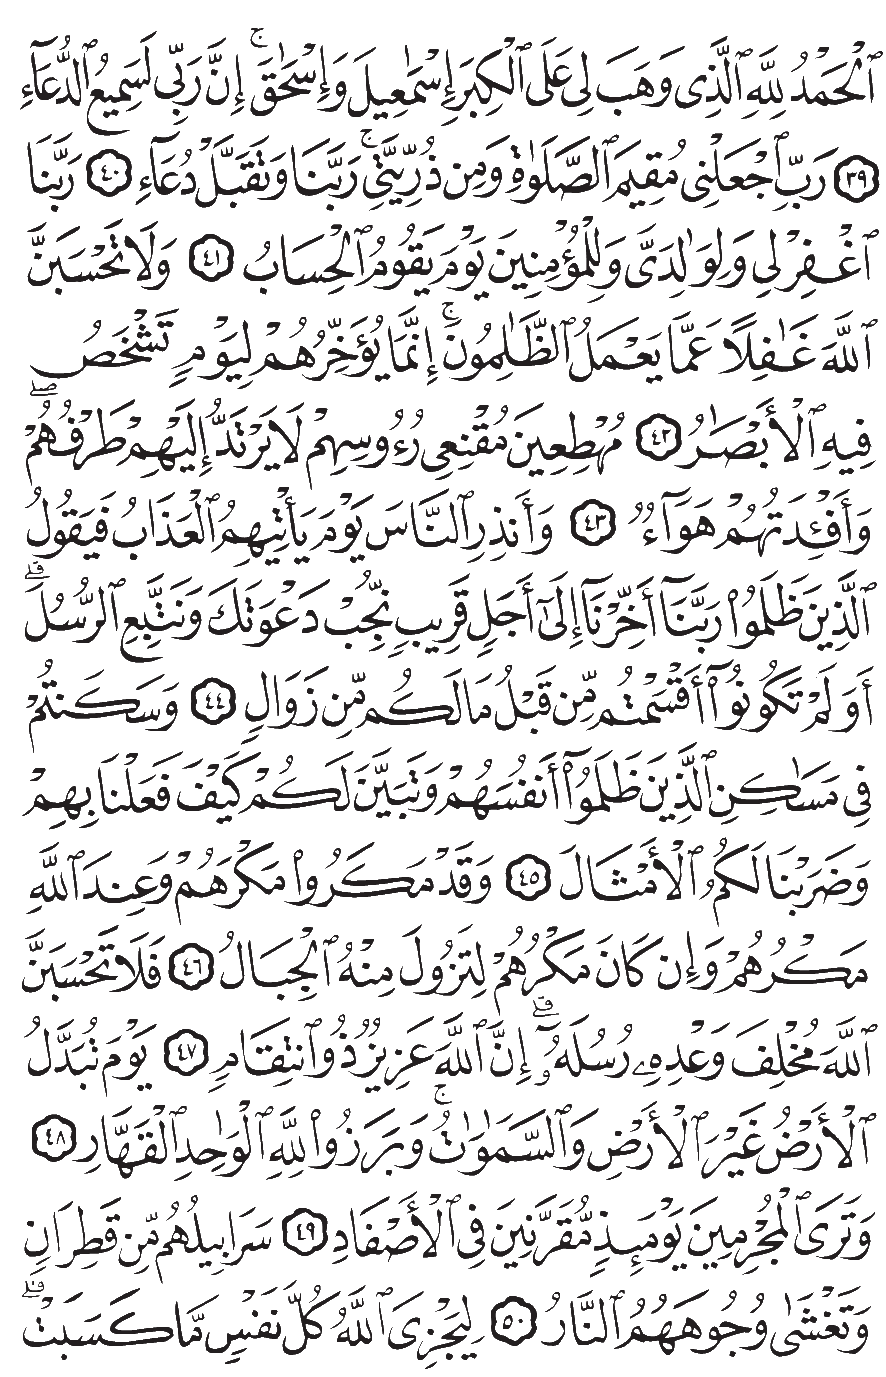 ٱلْحَمْدُ لِلَّهِ ٱلَّذِى وَهَبَ لِى عَلَى ٱلْكِبَرِ إِسْمَٰعِيلَ وَإِسْحَٰقَ ۚ إِنَّ رَبِّى لَسَمِيعُ ٱلدُّعَآءِ
٣٩ رَبِّ ٱجْعَلْنِى مُقِيمَ ٱلصَّلَوٰةِ وَمِن ذُرِّيَّتِى ۚ رَبَّنَا وَتَقَبَّلْ دُعَآءِ ٤٠ رَبَّنَا
ٱغْفِرْ لِى وَلِوَٰلِدَىَّ وَلِلْمُؤْمِنِينَ يَوْمَ يَقُومُ ٱلْحِسَابُ ٤١ وَلَا تَحْسَبَنَّ
ٱللَّهَ غَٰفِلًا عَمَّا يَعْمَلُ ٱلظَّٰلِمُونَ ۚ إِنَّمَا يُؤَخِّرُهُمْ لِيَوْمٍ تَشْخَصُ
فِيهِ ٱلْأَبْصَٰرُ ٤٢ مُهْطِعِينَ مُقْنِعِى رُءُوسِهِمْ لَا يَرْتَدُّ إِلَيْهِمْ طَرْفُهُمْ ۖ
وَأَفْـِٔدَتُهُمْ هَوَآءٌ ٤٣ وَأَنذِرِ ٱلنَّاسَ يَوْمَ يَأْتِيهِمُ ٱلْعَذَابُ فَيَقُولُ
ٱلَّذِينَ ظَلَمُوا۟ رَبَّنَآ أَخِّرْنَآ إِلَىٰٓ أَجَلٍ قَرِيبٍ نُّجِبْ دَعْوَتَكَ وَنَتَّبِعِ ٱلرُّسُلَ ۗ
أَوَلَمْ تَكُونُوٓا۟ أَقْسَمْتُم مِّن قَبْلُ مَا لَكُم مِّن زَوَالٍ ٤٤ وَسَكَنتُمْ
فِى مَسَٰكِنِ ٱلَّذِينَ ظَلَمُوٓا۟ أَنفُسَهُمْ وَتَبَيَّنَ لَكُمْ كَيْفَ فَعَلْنَا بِهِمْ
وَضَرَبْنَا لَكُمُ ٱلْأَمْثَالَ ٤٥ وَقَدْ مَكَرُوا۟ مَكْرَهُمْ وَعِندَ ٱللَّهِ
مَكْرُهُمْ وَإِن كَانَ مَكْرُهُمْ لِتَزُولَ مِنْهُ ٱلْجِبَالُ ٤٦ فَلَا تَحْسَبَنَّ
ٱللَّهَ مُخْلِفَ وَعْدِهِۦ رُسُلَهُۥٓ ۗ إِنَّ ٱللَّهَ عَزِيزٌ ذُو ٱنتِقَامٍ ٤٧ يَوْمَ تُبَدَّلُ
ٱلْأَرْضُ غَيْرَ ٱلْأَرْضِ وَٱلسَّمَٰوَٰتُ ۚ وَبَرَزُوا۟ لِلَّهِ ٱلْوَٰحِدِ ٱلْقَهَّارِ ٤٨
وَتَرَى ٱلْمُجْرِمِينَ يَوْمَئِذٍ مُّقَرَّنِينَ فِى ٱلْأَصْفَادِ ٤٩ سَرَابِيلُهُم مِّن قَطِرَانٍ
وَتَغْشَىٰ وُجُوهَهُمُ ٱلنَّارُ ٥٠ لِيَجْزِىَ ٱللَّهُ كُلَّ نَفْسٍ مَّا كَسَبَتْ ۗ